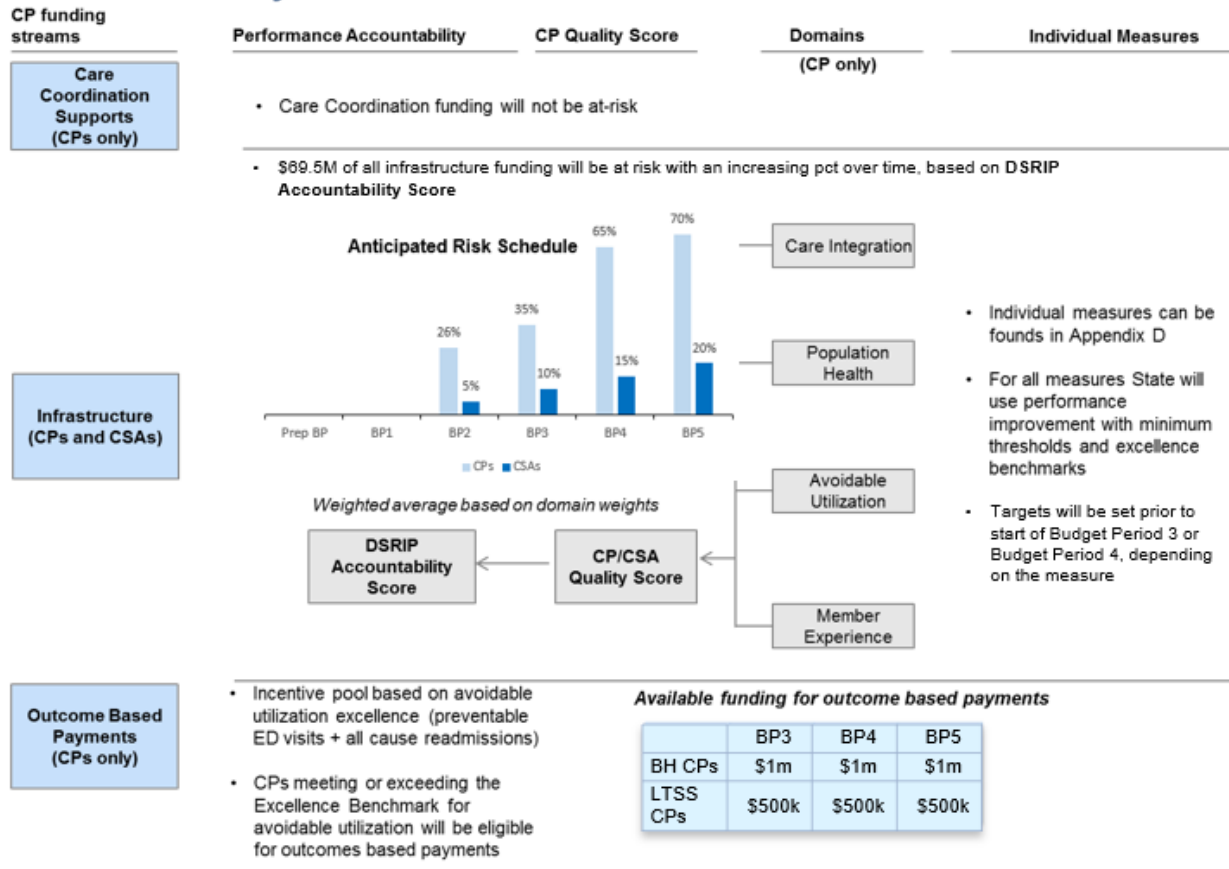 CP funding
streams
Performance Accountability
CP Quality Score
Domains
(CP only)
Individual Measures
Care
Coordination
Supports
(CPs only)
• Care Coordination funding will not be at-risk
• $69.5M of all infrastructure funding will be at risk with an increasing pct over time, based on DSRIP
Accountability Score
Infrastructure
(CPs and CSAs)
Anticipated Risk Schedule
26%
5%
35%
10%
65%
15%
70%
20%
Prep BP BP1 BP2 BP3 BP4 BP5
CPs CSAs
Weighted average based on domain weights
DSRIP
Accountability
Score
CP/CSA
Quality Score
Care Integration
Population
Health
Avoidable
Utilization
Member
Experience
• Individual measures can be
founds in Appendix D
• For all measures State will
use performance
improvement with minimum
thresholds and excellence
benchmarks
• Targets will be set prior to
start of Budget Period 3 or
Budget Period 4, depending
on the measure
Outcome Based
Payments
(CPs only)
• Incentive pool based on avoidable
utilization excellence (preventable
ED visits + all cause readmissions)
• CPs meeting or exceeding the
Excellence Benchmark for
avoidable utilization will be eligible
for outcomes based payments
Available funding for outcome based payments
BP3 BP4 BP5
BH CPs $1m $1m $1m
LTSS
CPs $500k $500k $500k